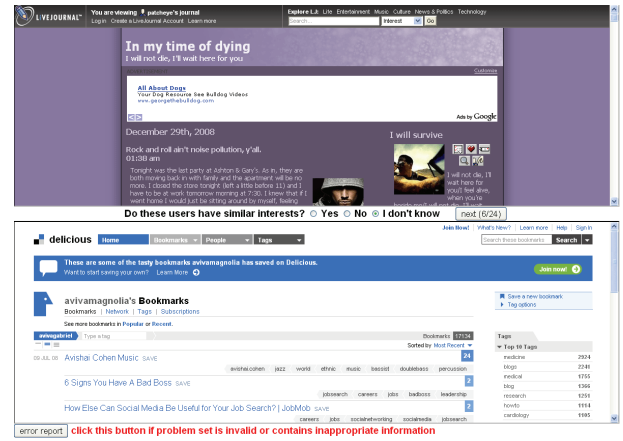 LIVEJOURNAL™
You are viewing patcheye's journal
Log in Create a LiveJournal Account Learn more
Explore LJ: Life Entertainment Music Culture News & Politics Technology
Search... Interest Go
In my time of dying
I will not die, I'll wait here for you
Customize
All About Dogs
Your Dog Resource See Bulldog Videos
www.georgethebulldog.com
Ads by Google
December 29th, 2008
Rock and roll ain't noise pollution, y'all.
01:38 am
Tonight was the last party at Ashton & Gary's. As in, they are
both moving back in with family and the apartment will be no
more. I closed the store tonight (left a little before 11) and I
have to be at work tomorrow morning at 7:30. I knew that if I
went home I would just be sitting around by myself, feeling
I will survive
I will not die, I'll
wait here for
you/I feel alive,
when you're
Do these users have similar interests? Yes No I don't know next (6/24)
delicious Home Bookmarks People Tags
Join Now! What's New? Learn more Help Sign In
Search these bookmarks Search
These are some of the tasty bookmarks avivamagnolia has saved on Delicious.
Want to start saving your own? Learn More
Join now!
avivamagnolia's Bookmarks
Bookmarks | Network | Tags | Subscriptions
See more bookmarks in Popular or Recent.
Save a new bookmark
Tag options
avivagabriel Type a tag
Bookmarks 17134
Sorted by Most Recent
09 JUL 08 Avishai Cohen Music SAVE 24
avishai.cohen jazz world ethnic music bassist doublebass percussion
6 Signs You Have A Bad Boss SAVE 2
jobsearch careers jobs badboss leadership
How Else Can Social Media Be Useful for Your Job Search? | JobMob SAVE 2
careers jobs socialnetworking socialmedia jobsearch
Tags
Top 10 Tags
medicine 2924
blogs 2241
medical 1755
blog 1366
research 1251
howto 1114
cardiology 1105
error report click this button if problem set is invalid or contains inappropriate information